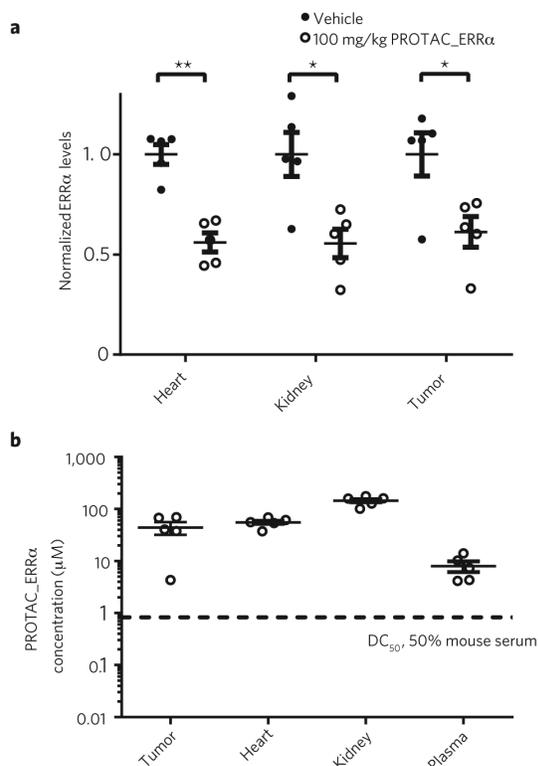 a
Vehicle
100 mg/kg PROTAC_ERRα
** * *
Normalized ERRα levels
1.0
0.5
0
Heart Kidney Tumor
b
PROTAC_ERRα
concentration (μM)
1,000
100
10
1
0.1
0.01
DC50, 50% mouse serum
Tumor Heart Kidney Plasma